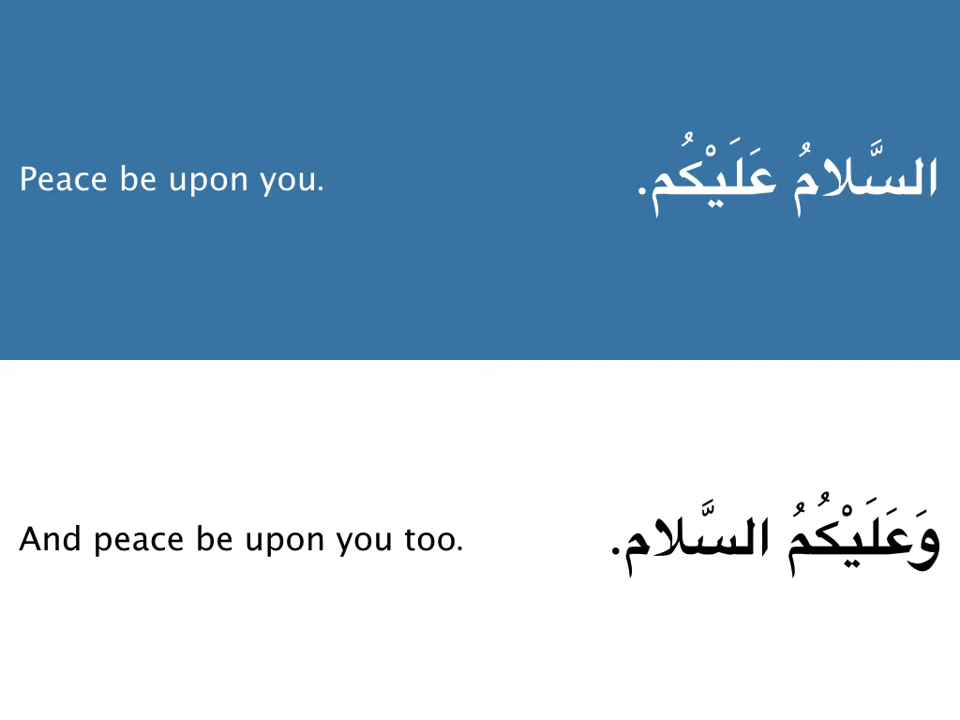 Peace be upon you.
السَّلامُ عَلَيْكُم.
And peace be upon you too.
وَعَلَيْكُمُ السَّلام.